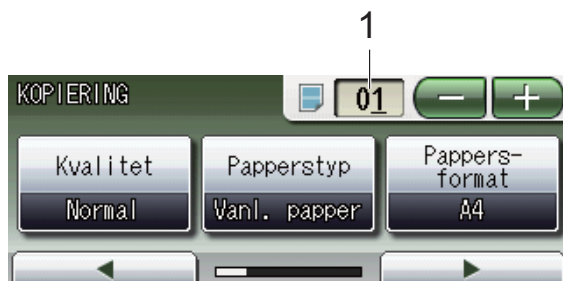 1
KOPIERING 01 − +
Kvalitet Papperstyp Pappers-
format
Normal Vanl. papper A4